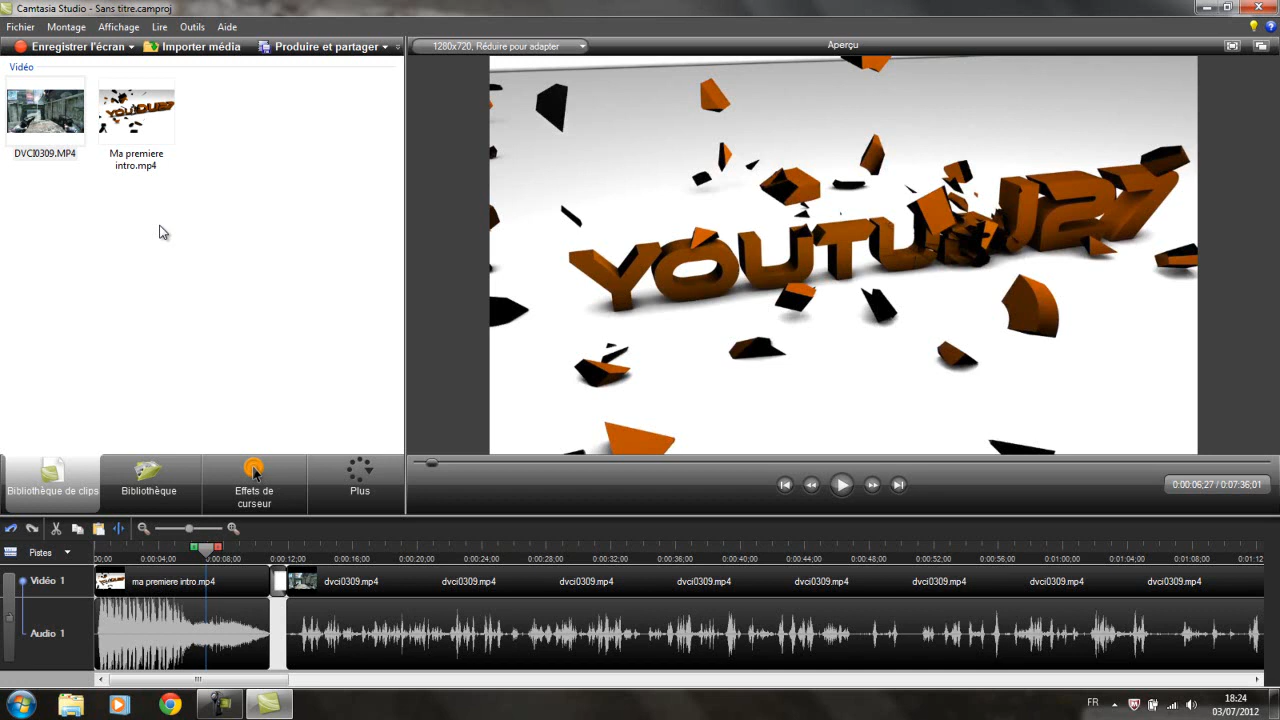 Camtasia Studio - Sans titre.camproj
Fichier Montage Affichage Lire Outils Aide
Enregistrer l'écran Importer média Produire et partager
1280x720, Réduire pour adapter
Aperçu
Vidéo
DVCI0309.MP4
Ma premiere
intro.mp4
Bibliothèque de clips
Bibliothèque
Effets de
curseur
Plus
0:00:06,27 / 0:07:36,01
Pistes
00,00 0:00:04,00 0:00:08,00 0:00:12,00 0:00:16,00 0:00:20,00 0:00:24,00 0:00:28,00 0:00:32,00 0:00:36,00 0:00:40,00 0:00:44,00 0:00:48,00 0:00:52,00 0:00:56,00 0:01:00,00 0:01:04,00 0:01:08,00 0:01:12
Vidéo 1
ma premiere intro.mp4 dvci0309.mp4 dvci0309.mp4 dvci0309.mp4 dvci0309.mp4 dvci0309.mp4 dvci0309.mp4 dvci0309.mp4 dvci0309.mp4
Audio 1
FR
18:24
03/07/2012